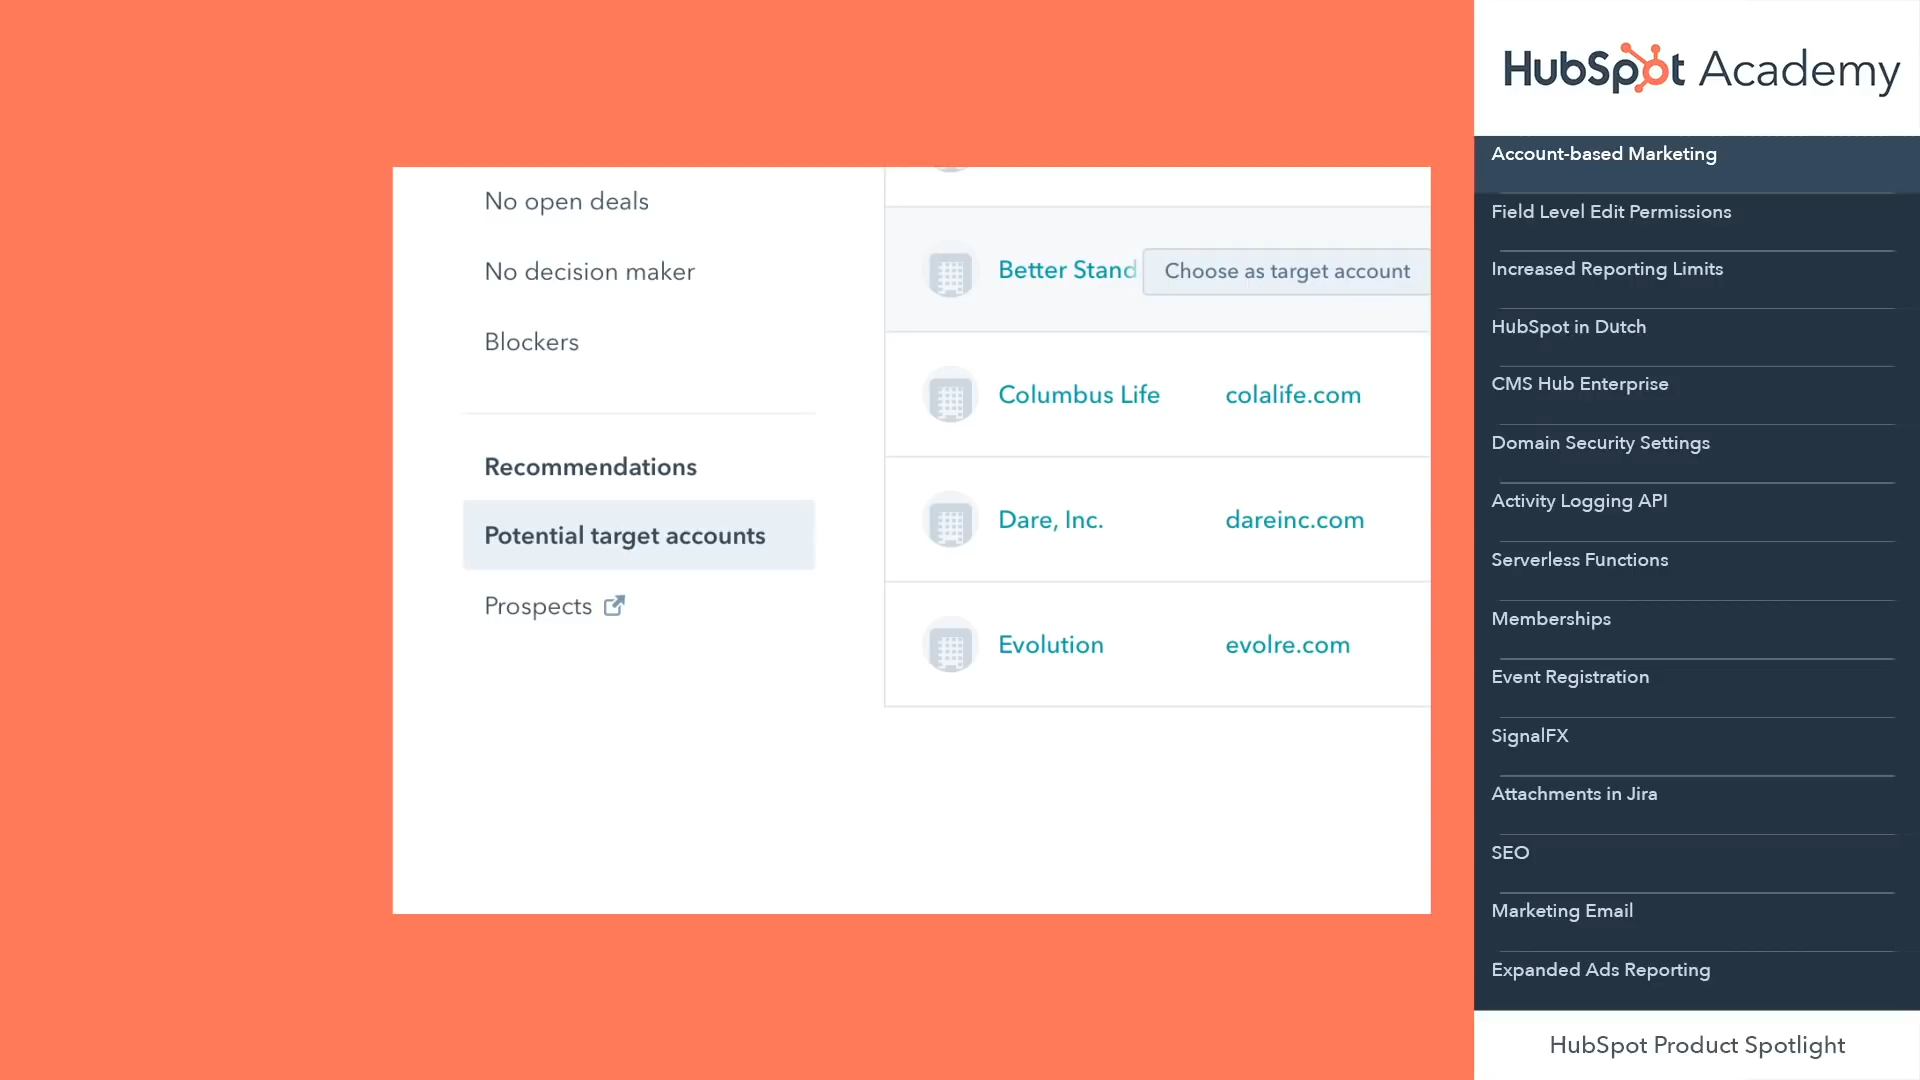 No open deals
No decision maker
Blockers
Recommendations
Potential target accounts
Prospects
Better Stand Choose as target account
Columbus Life colalife.com
Dare, Inc. dareinc.com
Evolution evolre.com
HubSpot Academy
Account-based Marketing
Field Level Edit Permissions
Increased Reporting Limits
HubSpot in Dutch
CMS Hub Enterprise
Domain Security Settings
Activity Logging API
Serverless Functions
Memberships
Event Registration
SignalFX
Attachments in Jira
SEO
Marketing Email
Expanded Ads Reporting
HubSpot Product Spotlight